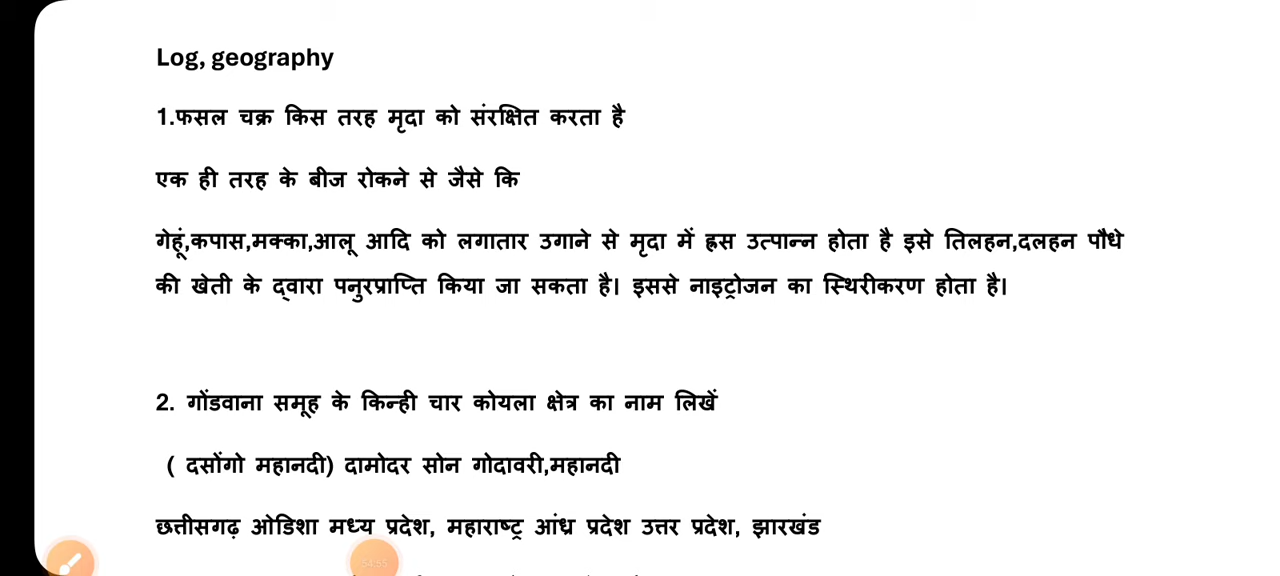 Log, geography
1.फसल चक्र किस तरह मृदा को संरक्षित करता है
एक ही तरह के बीज रोकने से जैसे कि
गेहूं,कपास,मक्का,आलू आदि को लगातार उगाने से मृदा में ह्रस उत्पान्न होता है इसे तिलहन,दलहन पौधे
की खेती के द्वारा पनुरप्राप्ति किया जा सकता है। इससे नाइट्रोजन का स्थिरीकरण होता है।
2. गोंडवाना समूह के किन्ही चार कोयला क्षेत्र का नाम लिखें
( दसोंगो महानदी) दामोदर सोन गोदावरी,महानदी
छत्तीसगढ़ ओडिशा मध्य प्रदेश, महाराष्ट्र आंध्र प्रदेश उत्तर प्रदेश, झारखंड
54:55